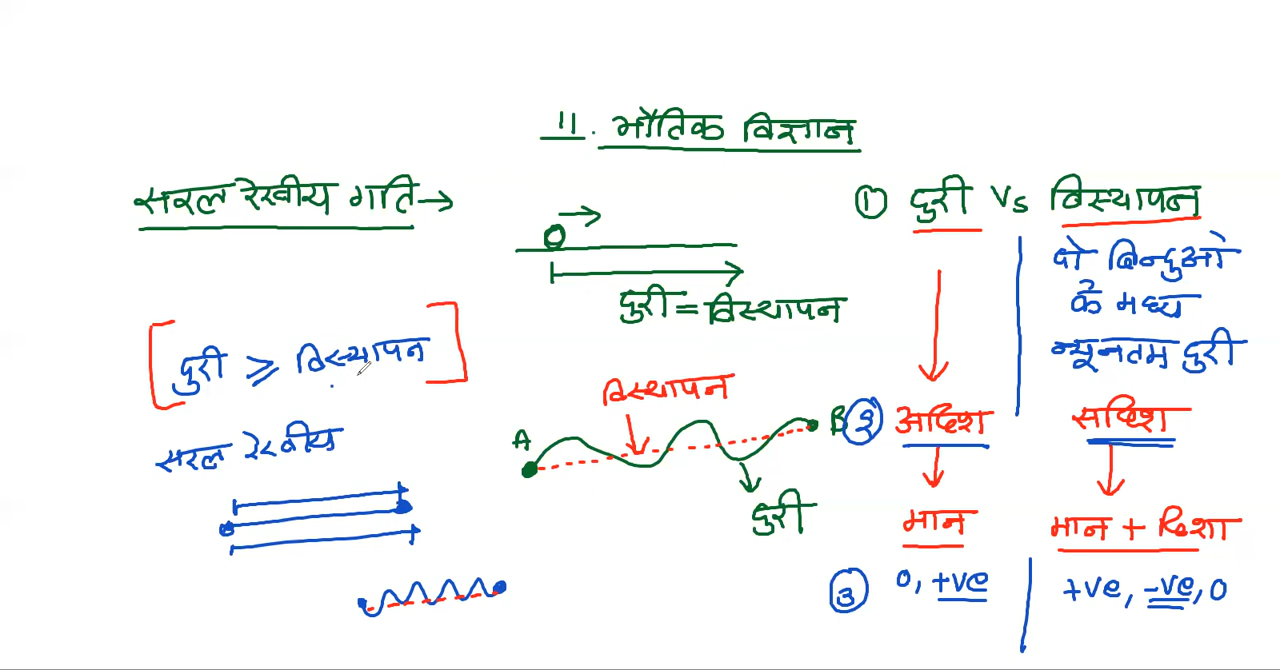 11. भौतिक विज्ञान
सरल रेखीय गति →
दुरी = विस्थापन
[दुरी ⩾ विस्थापन]
सरल रेखीय
विस्थापन
A
B
दुरी
① दुरी Vs विस्थापन
दो बिन्दुओ
के मध्य
न्यूनतम दुरी
② अदिश सदिश
मान मान + दिशा
③ 0, +ve +ve, -ve, 0